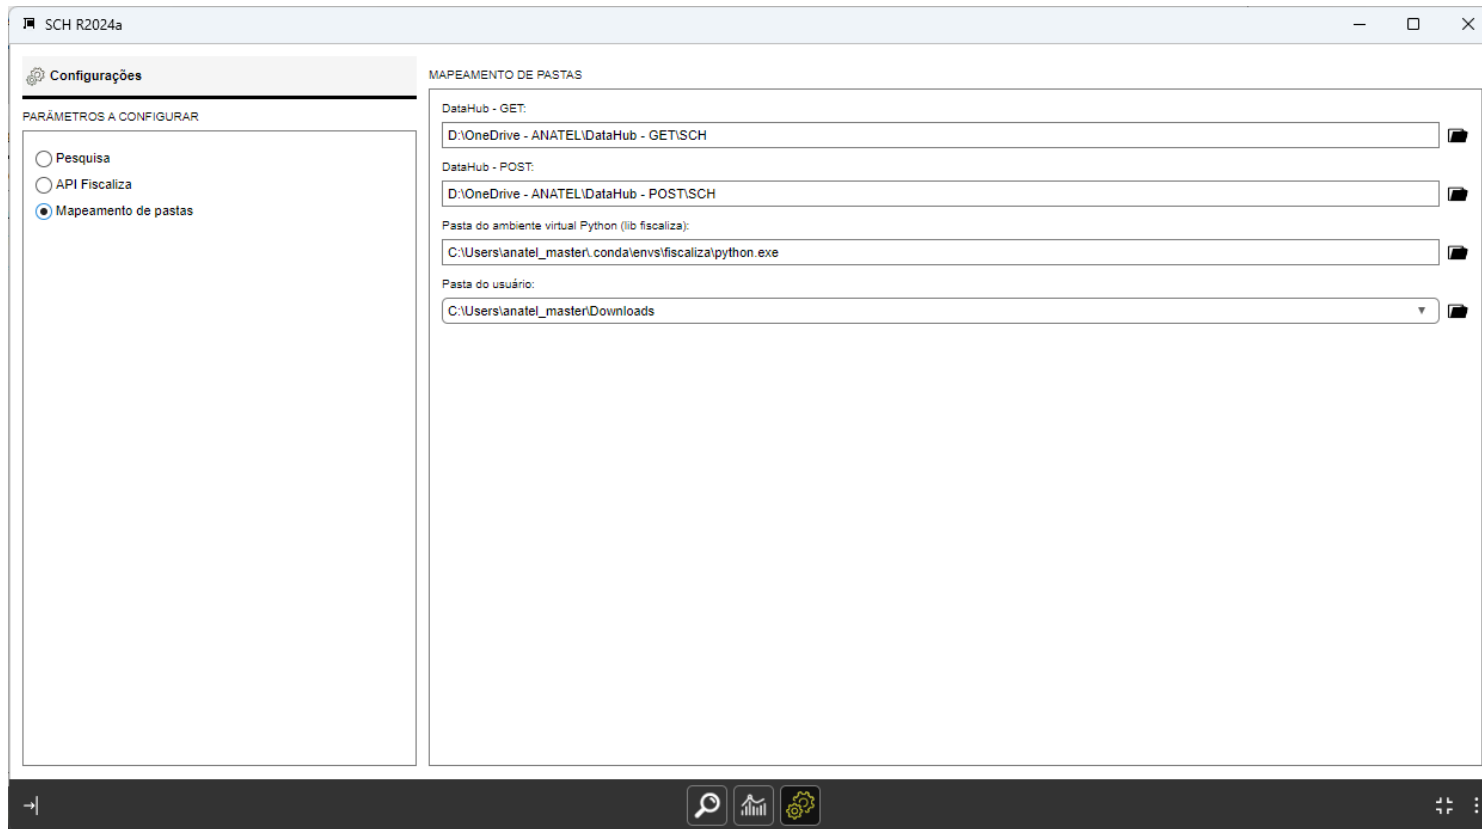 SCH R2024a
Configurações
PARÂMETROS A CONFIGURAR
Pesquisa
API Fiscaliza
Mapeamento de pastas
MAPEAMENTO DE PASTAS
DataHub - GET:
D:\OneDrive - ANATEL\DataHub - GET\SCH
DataHub - POST:
D:\OneDrive - ANATEL\DataHub - POST\SCH
Pasta do ambiente virtual Python (lib fiscaliza):
C:\Users\anatel_master\.conda\envs\fiscaliza\python.exe
Pasta do usuário:
C:\Users\anatel_master\Downloads